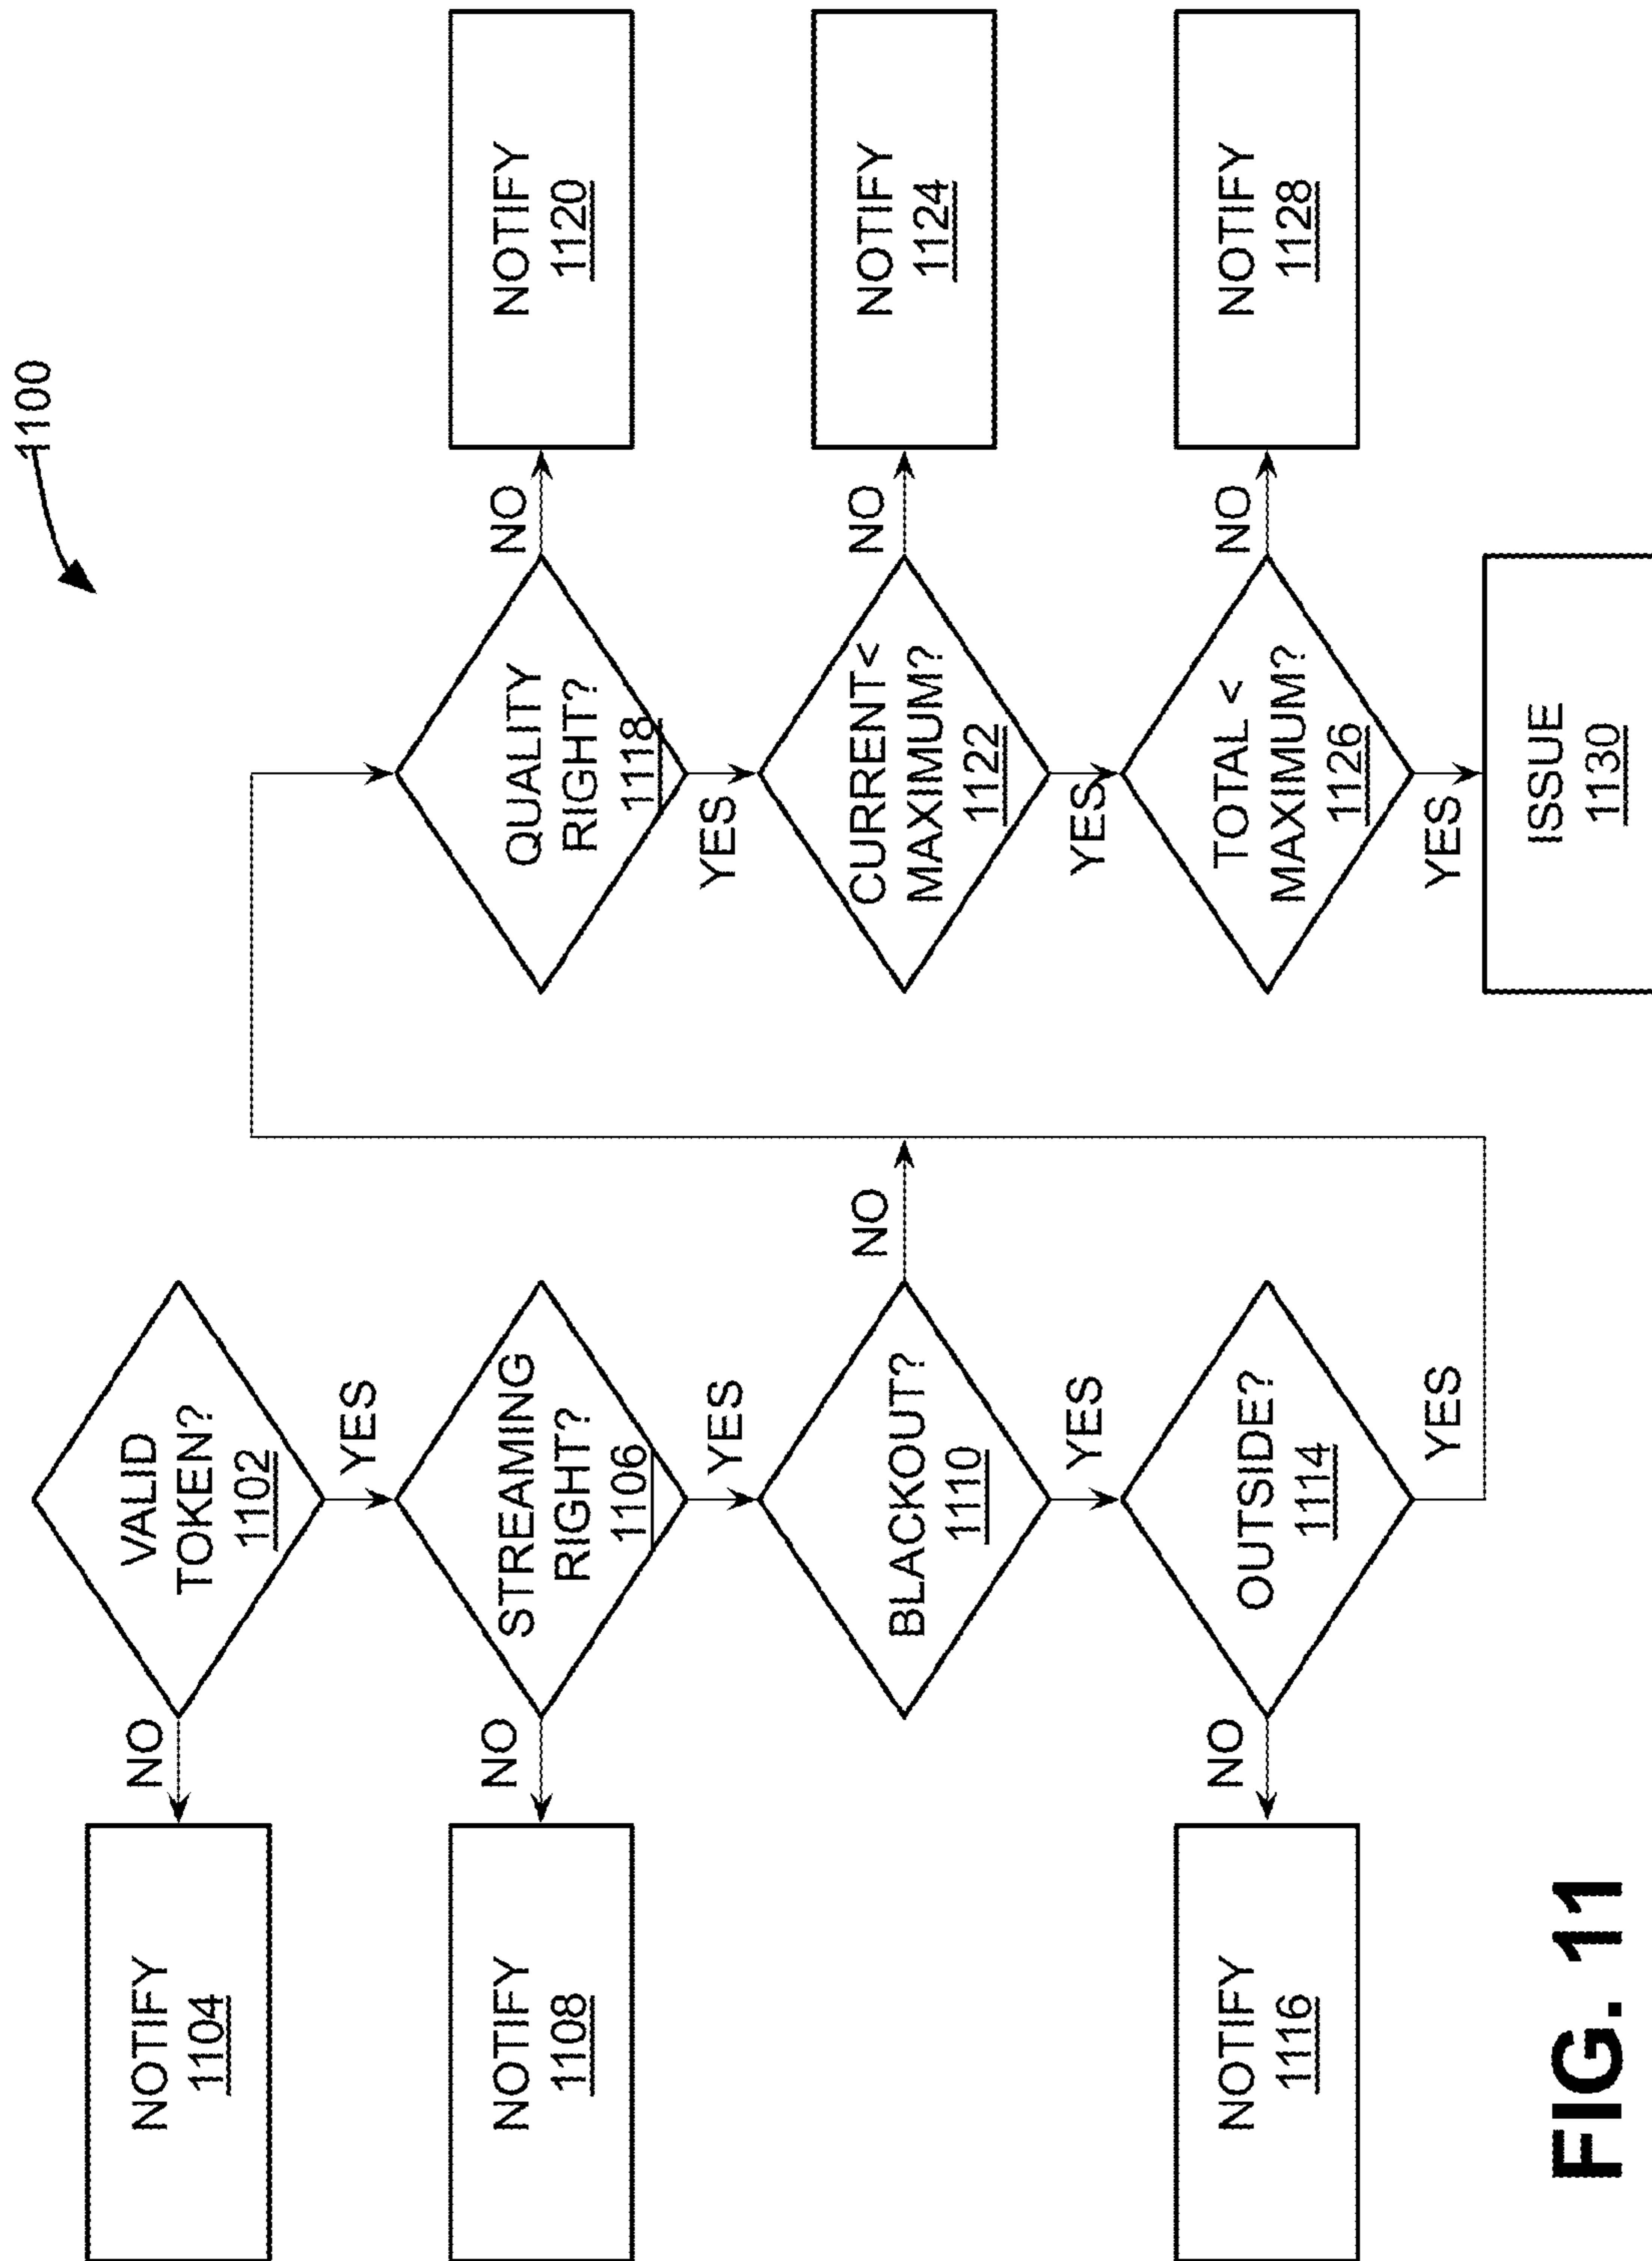 1100
VALID
TOKEN?
1102
NO
NOTIFY
1104
YES
STREAMING
RIGHT?
1106
NO
NOTIFY
1108
YES
BLACKOUT?
1110
NO
YES
OUTSIDE?
1114
NO
NOTIFY
1116
YES
QUALITY
RIGHT?
1118
NO
NOTIFY
1120
YES
CURRENT<
MAXIMUM?
1122
NO
NOTIFY
1124
YES
TOTAL <
MAXIMUM?
1126
NO
NOTIFY
1128
YES
ISSUE
1130
FIG. 11